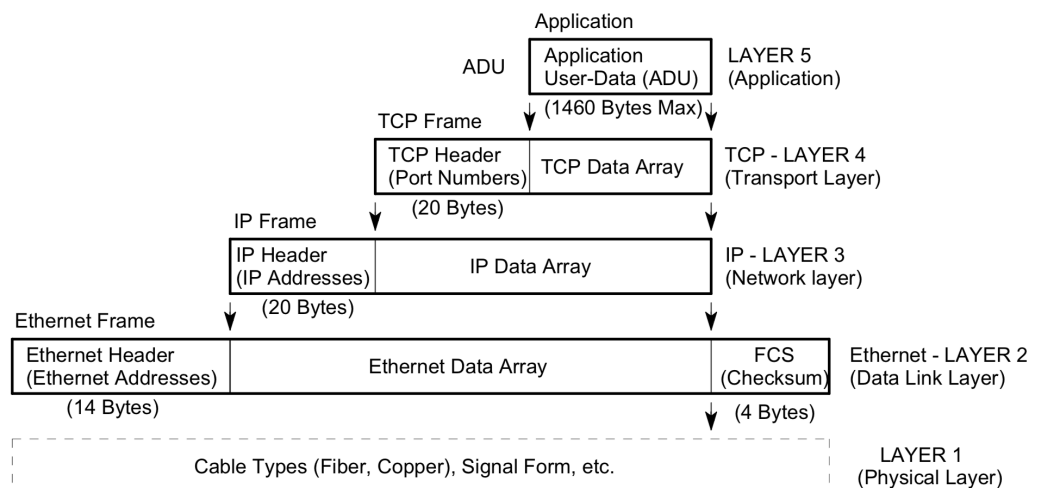 Application
ADU
Application
User-Data (ADU)
LAYER 5
(Application)
(1460 Bytes Max)
TCP Frame
TCP Header
(Port Numbers)
TCP Data Array
TCP - LAYER 4
(Transport Layer)
(20 Bytes)
IP Frame
IP Header
(IP Addresses)
IP Data Array
IP - LAYER 3
(Network layer)
(20 Bytes)
Ethernet Frame
Ethernet Header
(Ethernet Addresses)
Ethernet Data Array
FCS
(Checksum)
Ethernet - LAYER 2
(Data Link Layer)
(14 Bytes)
(4 Bytes)
Cable Types (Fiber, Copper), Signal Form, etc.
LAYER 1
(Physical Layer)